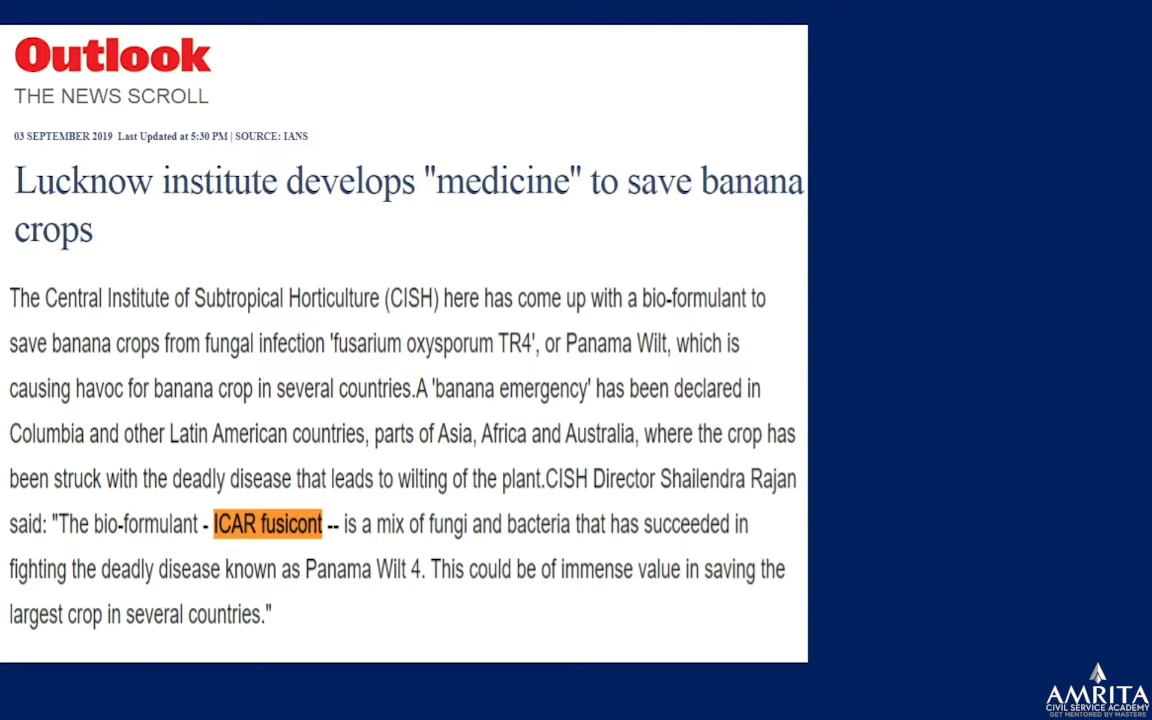 Outlook
THE NEWS SCROLL
03 SEPTEMBER 2019 Last Updated at 5:30 PM | SOURCE: IANS
Lucknow institute develops "medicine" to save banana
crops
The Central Institute of Subtropical Horticulture (CISH) here has come up with a bio-formulant to
save banana crops from fungal infection 'fusarium oxysporum TR4', or Panama Wilt, which is
causing havoc for banana crop in several countries.A 'banana emergency' has been declared in
Columbia and other Latin American countries, parts of Asia, Africa and Australia, where the crop has
been struck with the deadly disease that leads to wilting of the plant.CISH Director Shailendra Rajan
said: "The bio-formulant - ICAR fusicont -- is a mix of fungi and bacteria that has succeeded in
fighting the deadly disease known as Panama Wilt 4. This could be of immense value in saving the
largest crop in several countries."
AMRITA
CIVIL SERVICE ACADEMY
GET MENTORED BY MASTERS